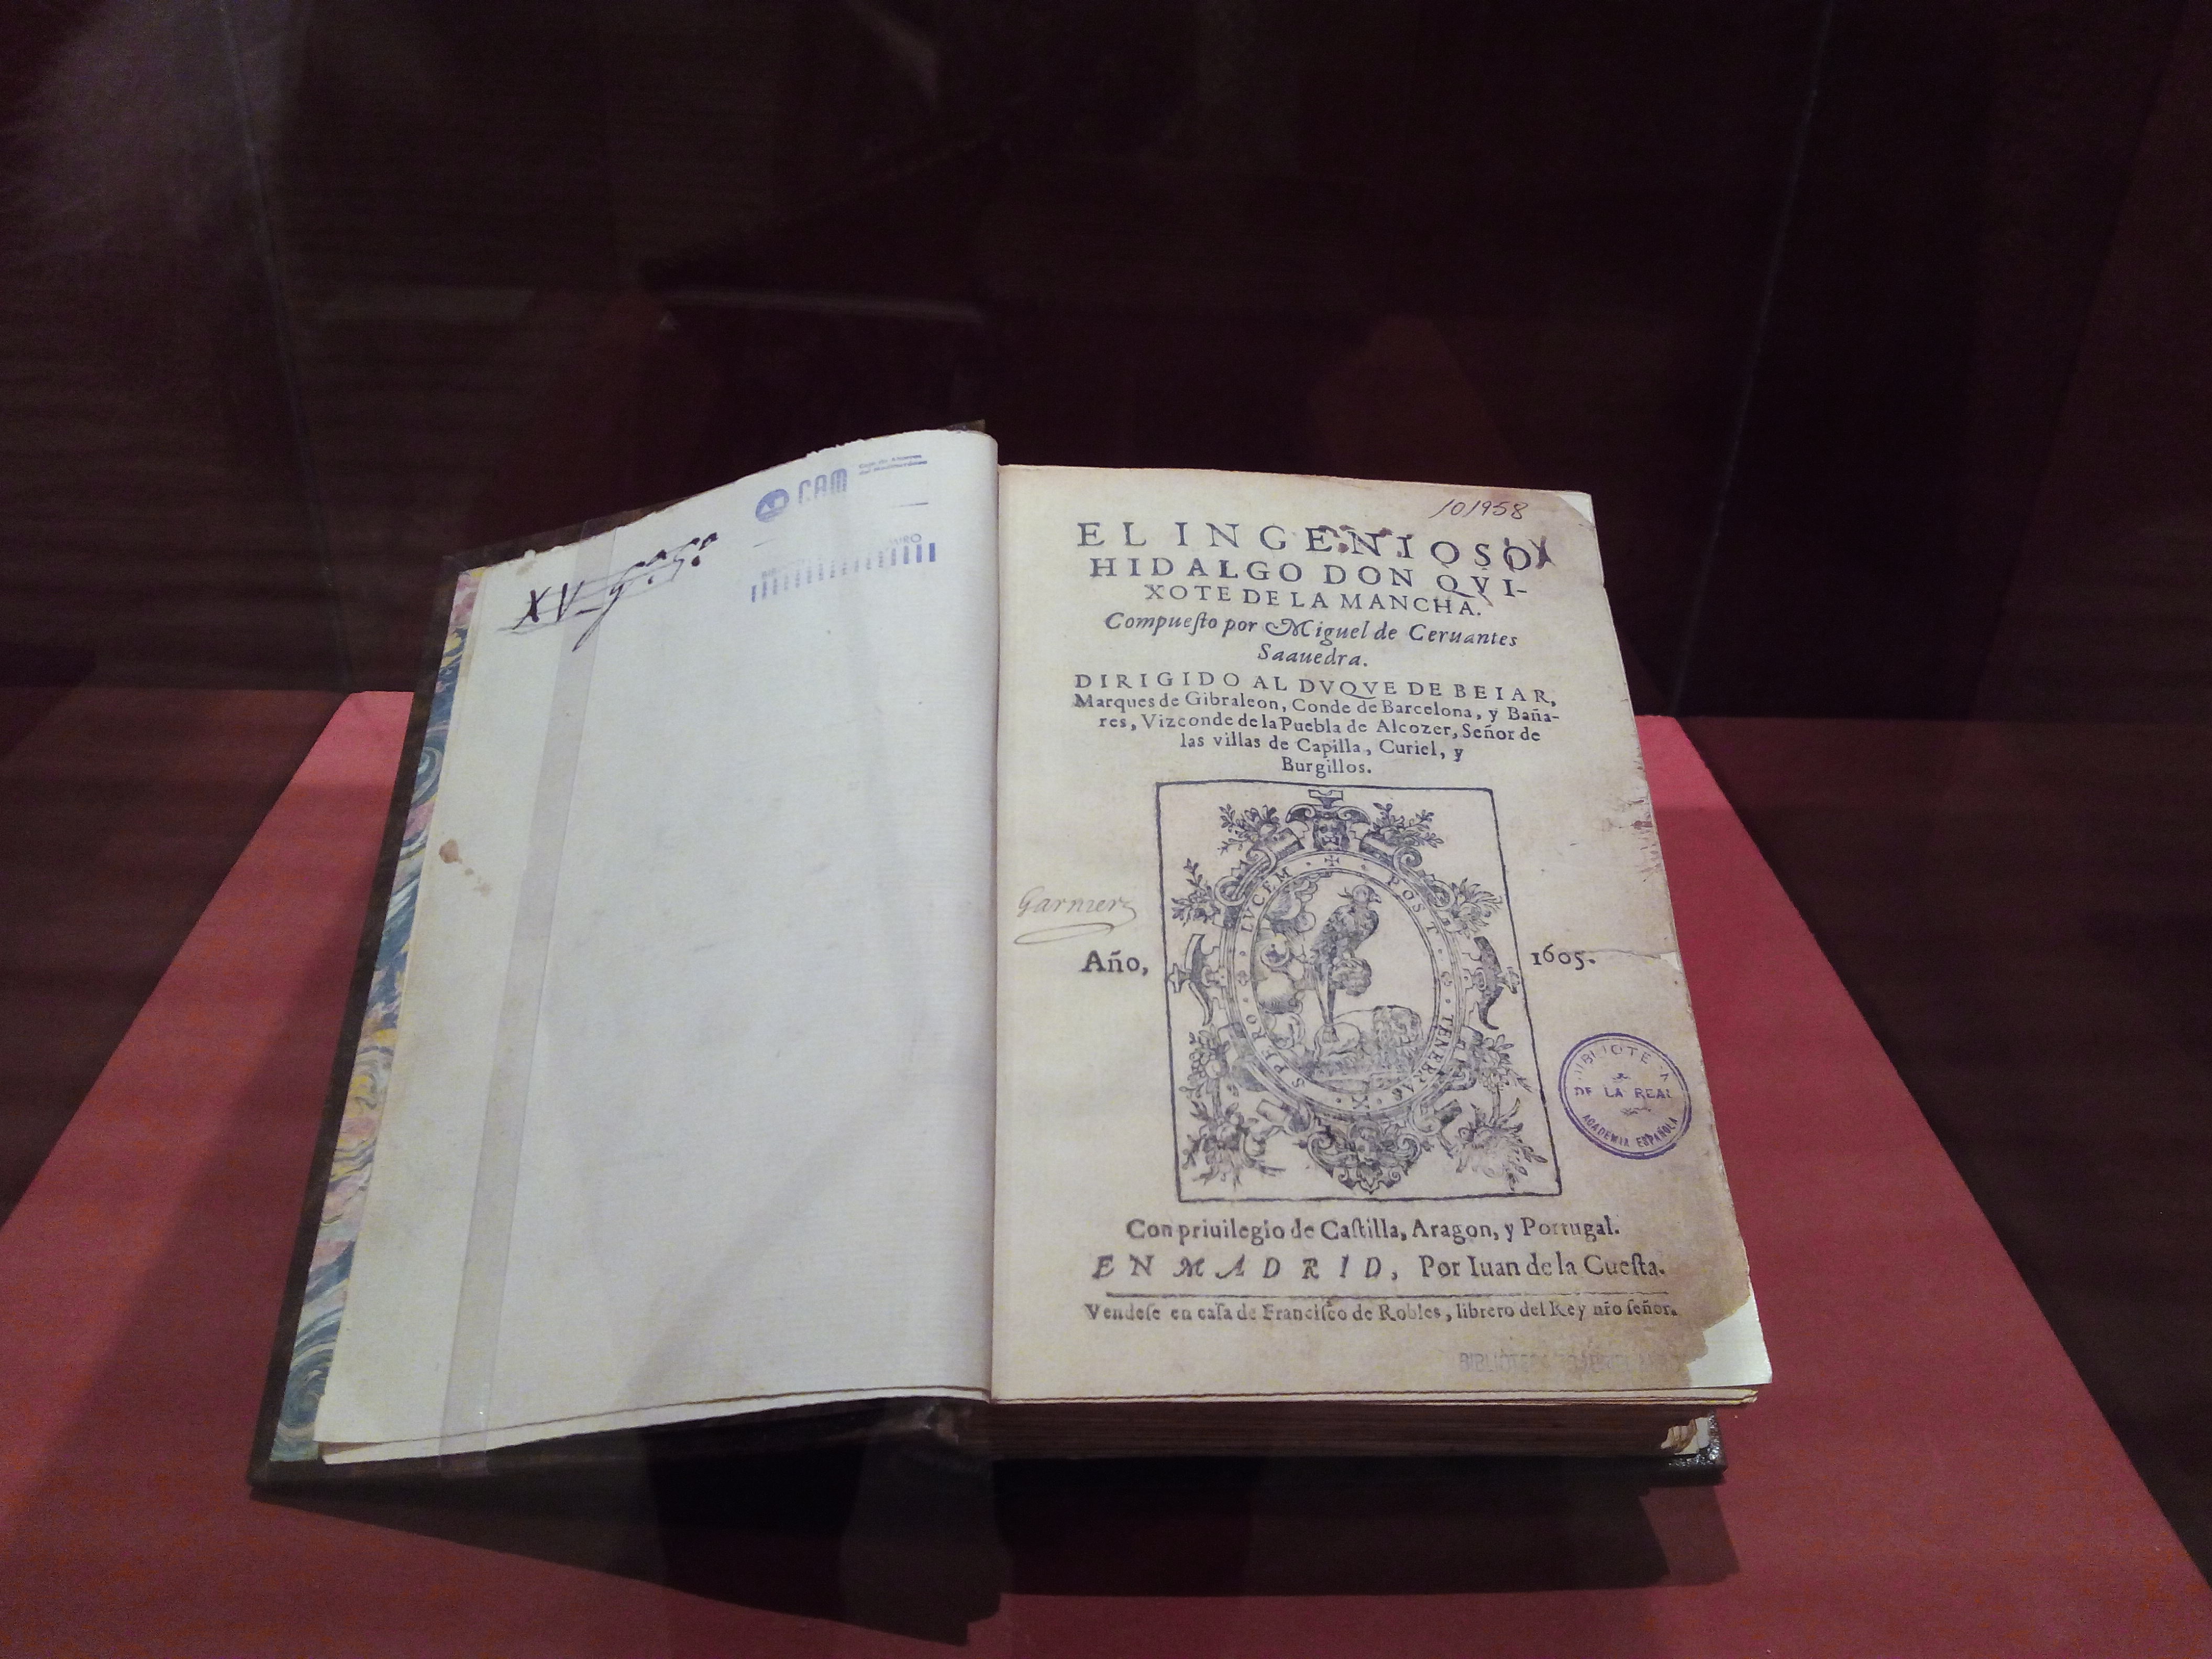 XV
CAM
101958
EL INGENIOSO
HIDALGO DON QVI-
XOTE DE LA MANCHA.
Compueſto por Miguel de Ceruantes
Saauedra.
DIRIGIDO AL DVQVE DE BEIAR,
Marques de Gibraleon, Conde de Barcelona, y Baña-
res, Vizconde de la Puebla de Alcozer, Señor de
las villas de Capilla, Curiel, y
Burgillos.
Garnier
Año,
1605.
SPERO LVCEM POST TENEBRAS
BIBLIOTECA
DE LA REAL
ACADEMIA ESPAÑOLA
Con priuilegio de Caſtilla, Aragon, y Portugal.
EN MADRID, Por Iuan de la Cueſta.
Vendeſe en caſa de Franciſco de Robles, librero del Rey nr̃o ſeñor.
BIBLIOTECA